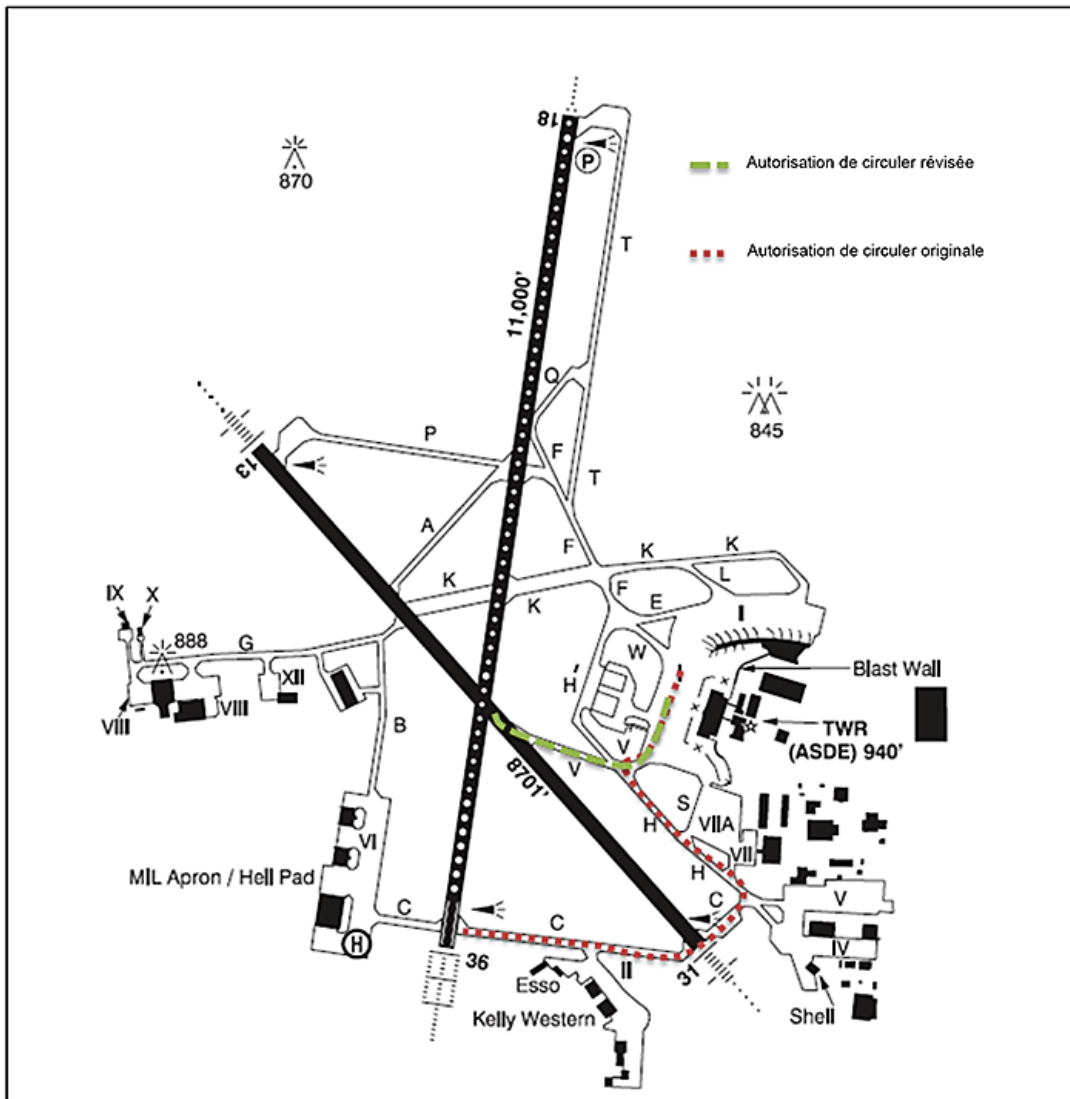 18
870
P
Autorisation de circuler révisée
T
Autorisation de circuler originale
11,000'
Q
845
P
F
13
T
A
F
K
K
K
L
K
F
E
I
IX
X
888
G
W
H
Blast Wall
XII
VIII
VIII
B
TWR
(ASDE) 940'
V
V
8701'
S
H
VIIA
VI
VII
H
MIL Apron / Heli Pad
V
C
C
C
H
36
II
31
IV
Esso
Kelly Western
Shell